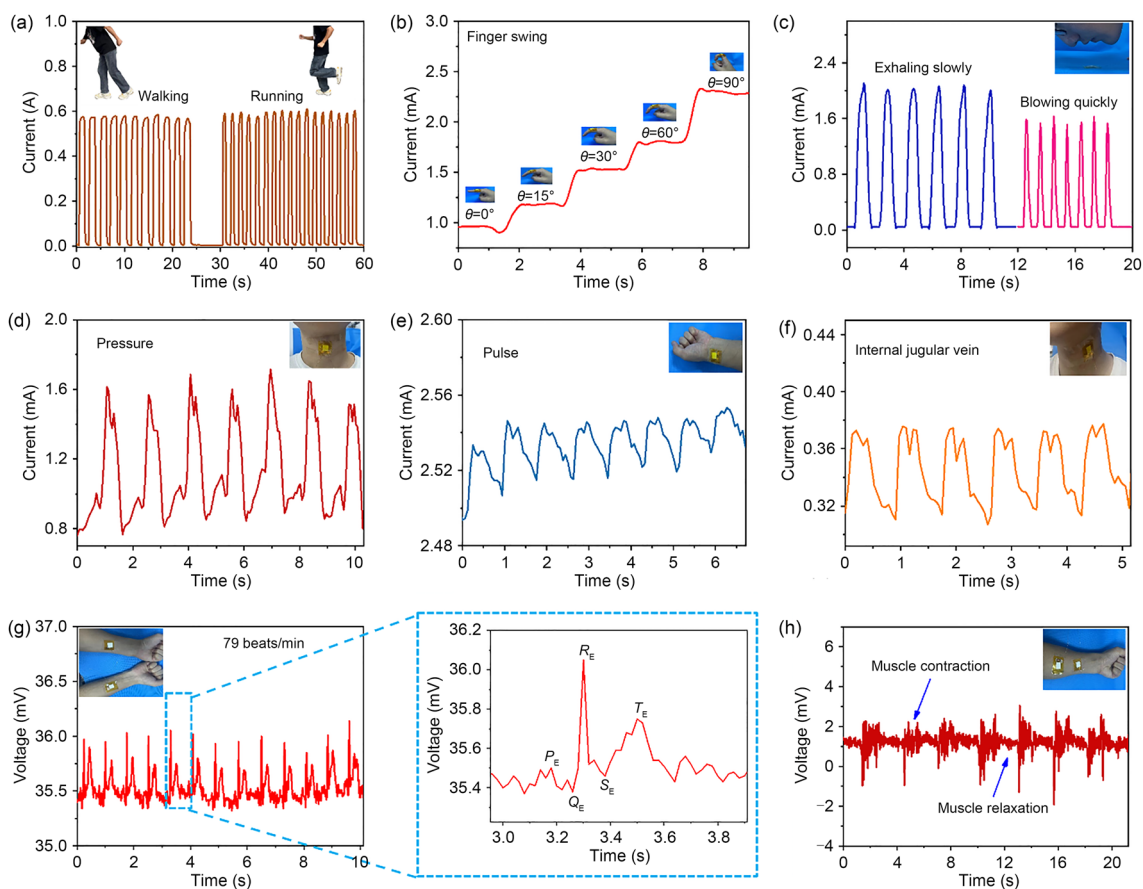 (a)
1.0
0.8
0.6
0.4
0.2
0.0
Current (A)
Walking
Running
0 10 20 30 40 50 60
Time (s)
(b)
Finger swing
3.0
2.5
2.0
1.5
1.0
Current (mA)
θ=0°
θ=15°
θ=30°
θ=60°
θ=90°
0 2 4 6 8
Time (s)
(c)
Exhaling slowly
Blowing quickly
2.4
1.6
0.8
0.0
Current (mA)
0 4 8 12 16 20
Time (s)
(d)
Pressure
2.0
1.6
1.2
0.8
Current (mA)
0 2 4 6 8 10
Time (s)
(e)
Pulse
2.60
2.56
2.52
2.48
Current (mA)
0 1 2 3 4 5 6
Time (s)
(f)
Internal jugular vein
0.44
0.40
0.36
0.32
Current (mA)
0 1 2 3 4 5
Time (s)
(g)
79 beats/min
37.0
36.5
36.0
35.5
35.0
Voltage (mV)
0 2 4 6 8 10
Time (s)
36.2
36.0
35.8
35.6
35.4
Voltage (mV)
P_E
Q_E
R_E
S_E
T_E
3.0 3.2 3.4 3.6 3.8
Time (s)
(h)
Muscle contraction
Muscle relaxation
6
4
2
0
−2
−4
Voltage (mV)
0 4 8 12 16 20
Time (s)